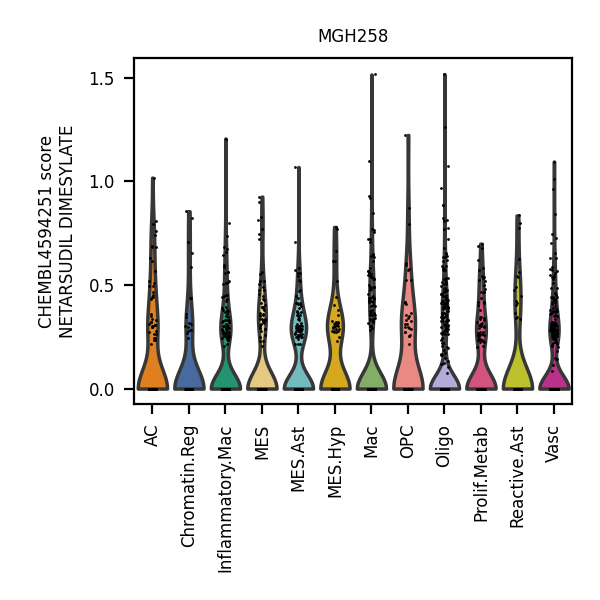 MGH258
CHEMBL4594251 score
NETARSUDIL DIMESYLATE
1.5
1.0
0.5
0.0
AC
Chromatin.Reg
Inflammatory.Mac
MES
MES.Ast
MES.Hyp
Mac
OPC
Oligo
Prolif.Metab
Reactive.Ast
Vasc